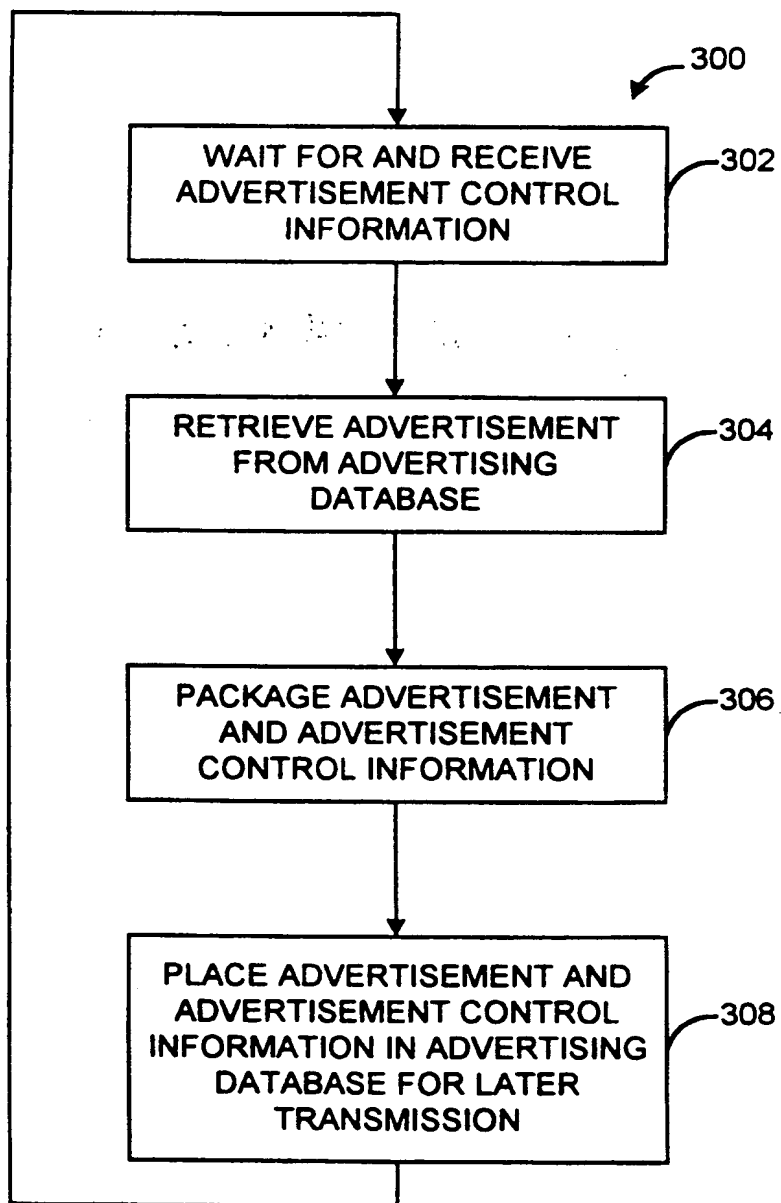 300
WAIT FOR AND RECEIVE
ADVERTISEMENT CONTROL
INFORMATION
302
RETRIEVE ADVERTISEMENT
FROM ADVERTISING
DATABASE
304
PACKAGE ADVERTISEMENT
AND ADVERTISEMENT
CONTROL INFORMATION
306
PLACE ADVERTISEMENT AND
ADVERTISEMENT CONTROL
INFORMATION IN ADVERTISING
DATABASE FOR LATER
TRANSMISSION
308